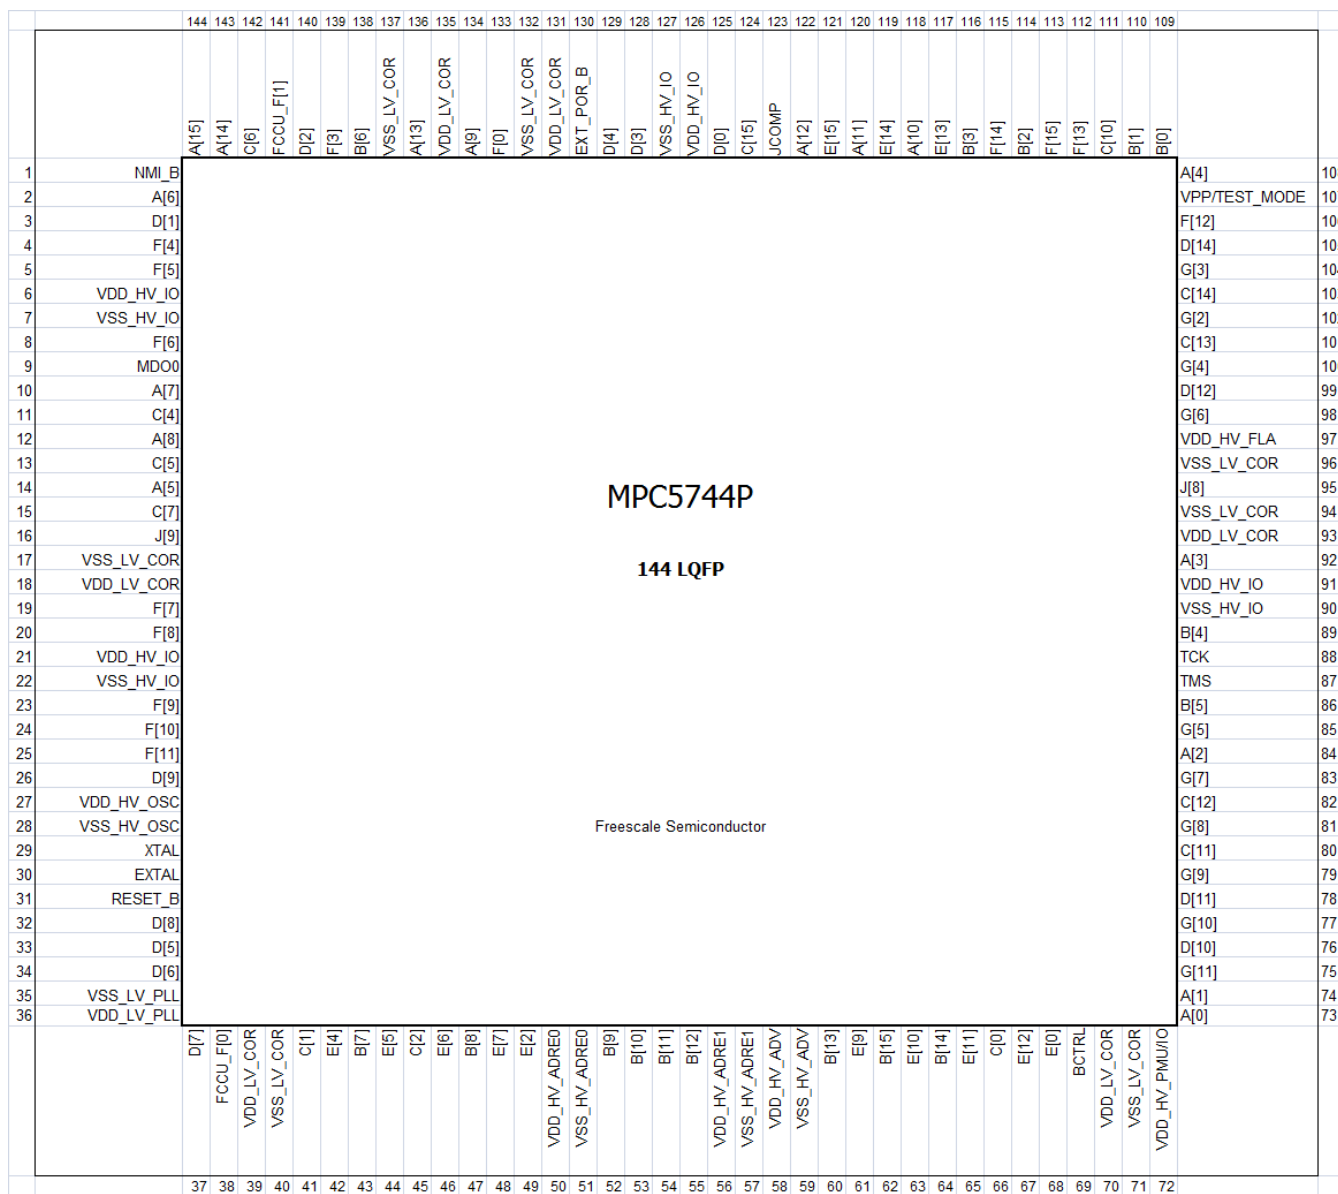 144 143 142 141 140 139 138 137 136 135 134 133 132 131 130 129 128 127 126 125 124 123 122 121 120 119 118 117 116 115 114 113 112 111 110 109
A[15] A[14] C[6] FCCU_F[1] D[2] F[3] B[6] VSS_LV_COR A[13] VDD_LV_COR A[9] F[0] VSS_LV_COR VDD_LV_COR EXT_POR_B D[4] D[3] VSS_HV_IO VDD_HV_IO D[0] C[15] JCOMP A[12] E[15] A[11] E[14] A[10] E[13] B[3] F[14] B[2] F[15] F[13] C[10] B[1] B[0]
1 NMI_B A[4] 10
2 A[6] VPP/TEST_MODE 10
3 D[1] F[12] 10
4 F[4] D[14] 10
5 F[5] G[3] 104
6 VDD_HV_IO C[14] 10
7 VSS_HV_IO G[2] 102
8 F[6] C[13] 10
9 MDO0 G[4] 10
10 A[7] D[12] 99
11 C[4] G[6] 98
12 A[8] VDD_HV_FLA 97
13 C[5] VSS_LV_COR 96
14 A[5] J[8] 95
15 C[7] VSS_LV_COR 94
16 J[9] VDD_LV_COR 93
17 VSS_LV_COR A[3] 92
18 VDD_LV_COR VDD_HV_IO 91
19 F[7] VSS_HV_IO 90
20 F[8] B[4] 89
21 VDD_HV_IO TCK 88
22 VSS_HV_IO TMS 87
23 F[9] B[5] 86
24 F[10] G[5] 85
25 F[11] A[2] 84
26 D[9] G[7] 83
27 VDD_HV_OSC C[12] 82
28 VSS_HV_OSC G[8] 81
29 XTAL C[11] 80
30 EXTAL G[9] 79
31 RESET_B D[11] 78
32 D[8] G[10] 77
33 D[5] D[10] 76
34 D[6] G[11] 75
35 VSS_LV_PLL A[1] 74
36 VDD_LV_PLL A[0] 73
MPC5744P
144 LQFP
Freescale Semiconductor
D[7] FCCU_F[0] VDD_LV_COR VSS_LV_COR C[1] E[4] B[7] E[5] C[2] E[6] B[8] E[7] E[2] VDD_HV_ADRE0 VSS_HV_ADRE0 B[9] B[10] B[11] B[12] VDD_HV_ADRE1 VSS_HV_ADRE1 VDD_HV_ADV VSS_HV_ADV B[13] E[9] B[15] E[10] B[14] E[11] C[0] E[12] E[0] BCTRL VDD_LV_COR VSS_LV_COR VDD_HV_PMU/IO
37 38 39 40 41 42 43 44 45 46 47 48 49 50 51 52 53 54 55 56 57 58 59 60 61 62 63 64 65 66 67 68 69 70 71 72